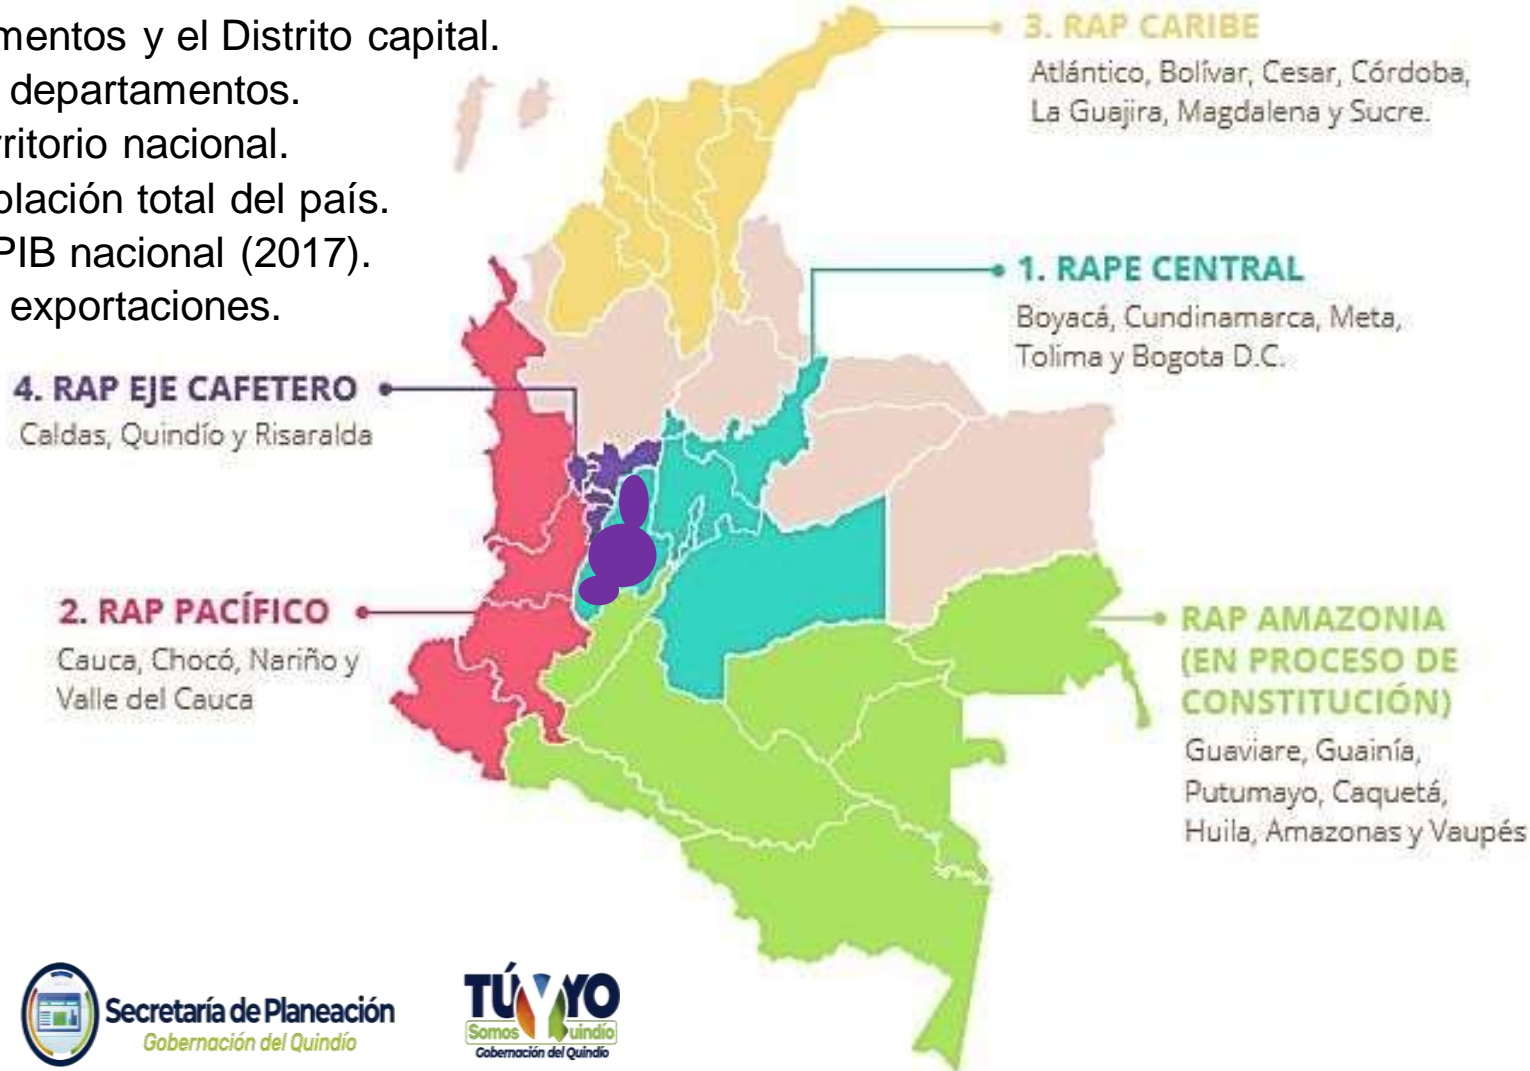 mentos y el Distrito capital.
departamentos.
rritorio nacional.
olación total del país.
PIB nacional (2017).
exportaciones.
3. RAP CARIBE
Atlántico, Bolívar, Cesar, Córdoba,
La Guajira, Magdalena y Sucre.
1. RAPE CENTRAL
Boyacá, Cundinamarca, Meta,
Tolima y Bogota D.C.
4. RAP EJE CAFETERO
Caldas, Quindío y Risaralda
2. RAP PACÍFICO
Cauca, Chocó, Nariño y
Valle del Cauca
RAP AMAZONIA
(EN PROCESO DE
CONSTITUCIÓN)
Guaviare, Guainía,
Putumayo, Caquetá,
Huila, Amazonas y Vaupés
Secretaría de Planeación
Gobernación del Quindío
TÚ Y YO
Somos Quindío
Gobernación del Quindío